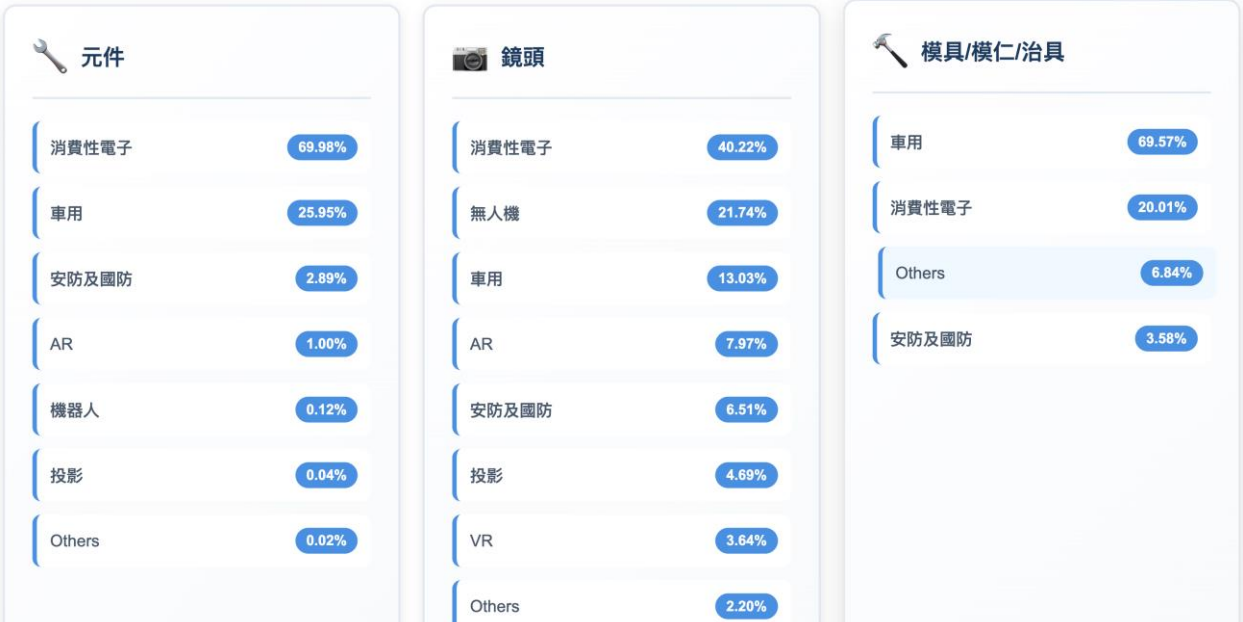 元件
消費性電子 69.98%
車用 25.95%
安防及國防 2.89%
AR 1.00%
機器人 0.12%
投影 0.04%
Others 0.02%
鏡頭
消費性電子 40.22%
無人機 21.74%
車用 13.03%
AR 7.97%
安防及國防 6.51%
投影 4.69%
VR 3.64%
Others 2.20%
模具/模仁/治具
車用 69.57%
消費性電子 20.01%
Others 6.84%
安防及國防 3.58%